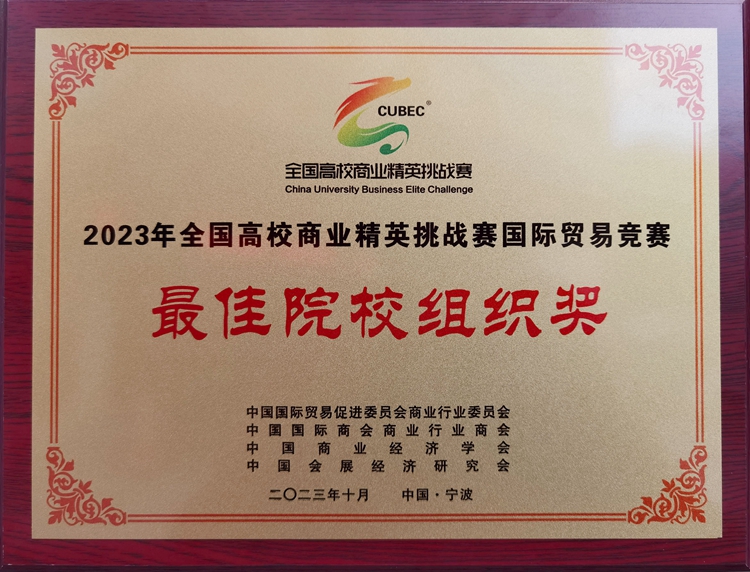 CUBEC®
全国高校商业精英挑战赛
China University Business Elite Challenge
2023年全国高校商业精英挑战赛国际贸易竞赛
最佳院校组织奖
中国国际贸易促进委员会商业行业委员会
中国国际商会商业行业商会
中国商业经济学会
中国会展经济研究会
二〇二三年十月 中国·宁波